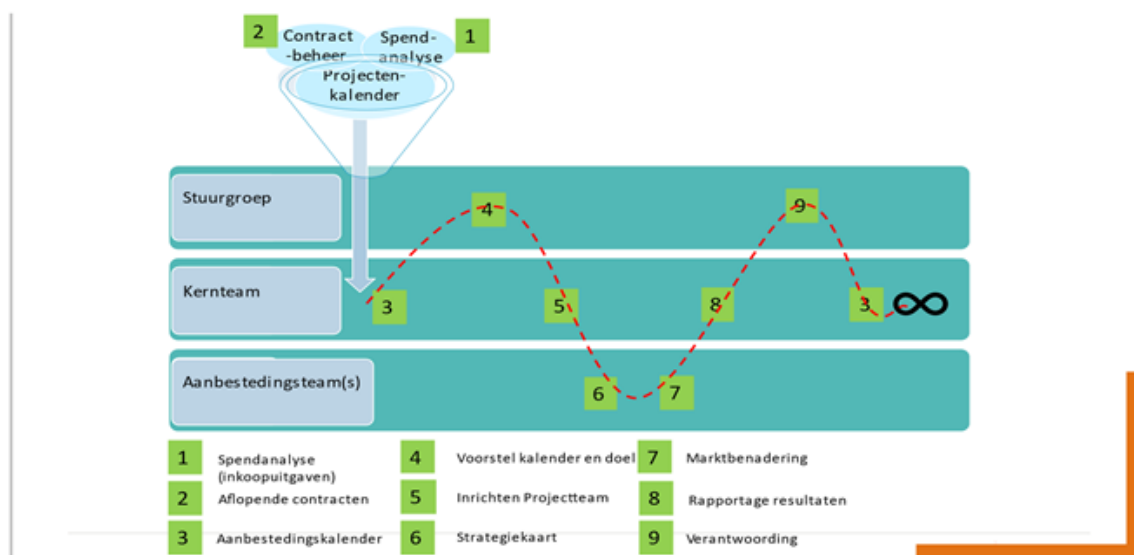 2
Contract
-beheer
Spend-
analyse
1
Projecten-
kalender
Stuurgroep
4
9
Kernteam
3
5
8
3
Aanbestedingsteam(s)
6
7
1 Spendanalyse
(inkoopuitgaven)
2 Aflopende contracten
3 Aanbestedingskalender
4 Voorstel kalender en doel
5 Inrichten Projectteam
6 Strategiekaart
7 Marktbenadering
8 Rapportage resultaten
9 Verantwoording